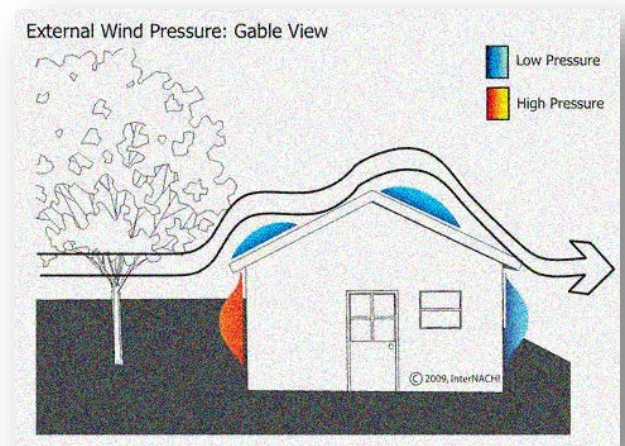 External Wind Pressure: Gable View
Low Pressure
High Pressure
© 2009, InterNACHI